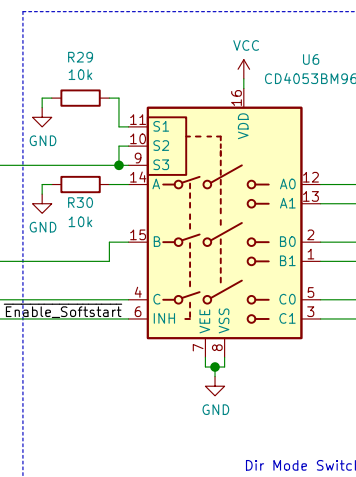 R29
10k
VCC
U6
CD4053BM96
GND
16
VDD
11
S1
10
S2
9
S3
14
A
A0
12
A1
13
R30
10k
GND
15
B
B0
2
B1
1
4
C
C0
5
Enable_Softstart
6
INH
C1
3
VEE
VSS
7
8
GND
Dir Mode Switch